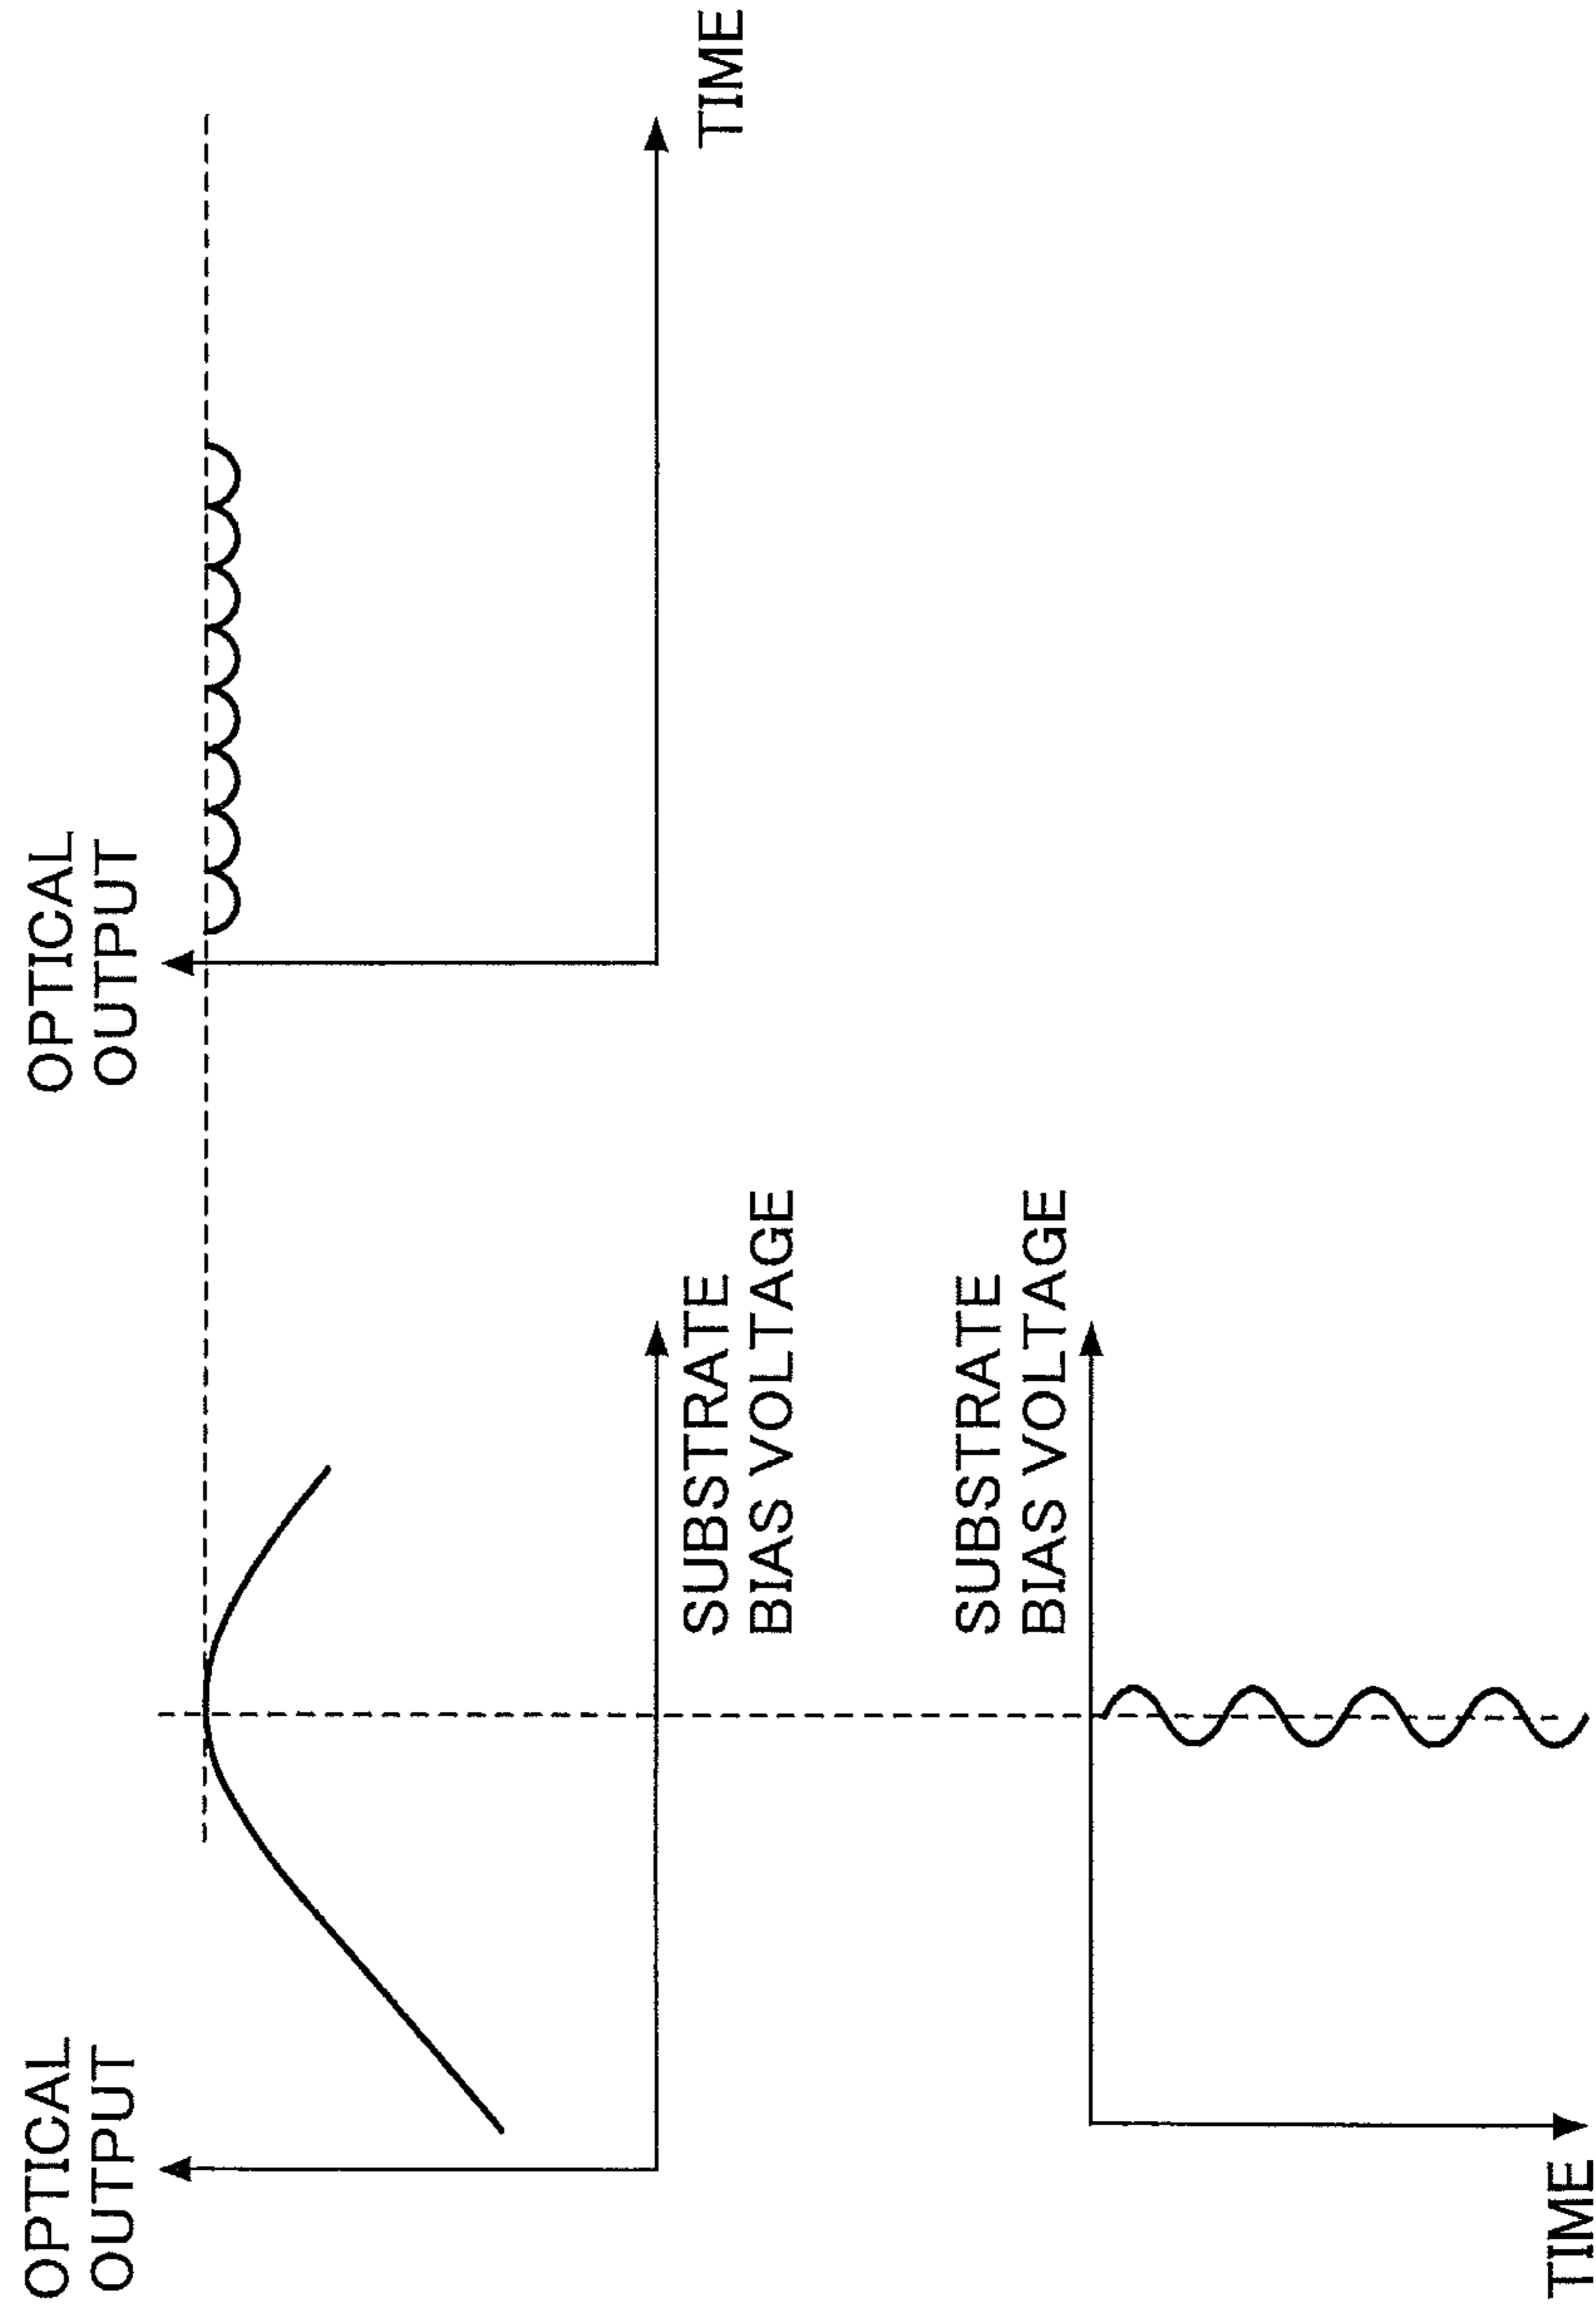 OPTICAL
OUTPUT
OPTICAL
OUTPUT
SUBSTRATE
BIAS VOLTAGE
TIME
SUBSTRATE
BIAS VOLTAGE
TIME